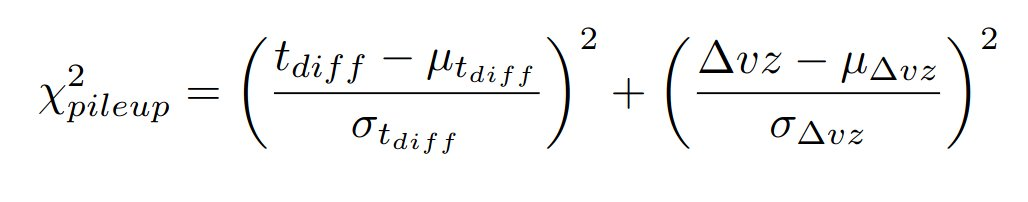 $\chi^2_{pileup} = \left( \frac{t_{diff} - \mu_{t_{diff}}}{\sigma_{t_{diff}}} \right)^2 + \left( \frac{\Delta vz - \mu_{\Delta vz}}{\sigma_{\Delta vz}} \right)^2$